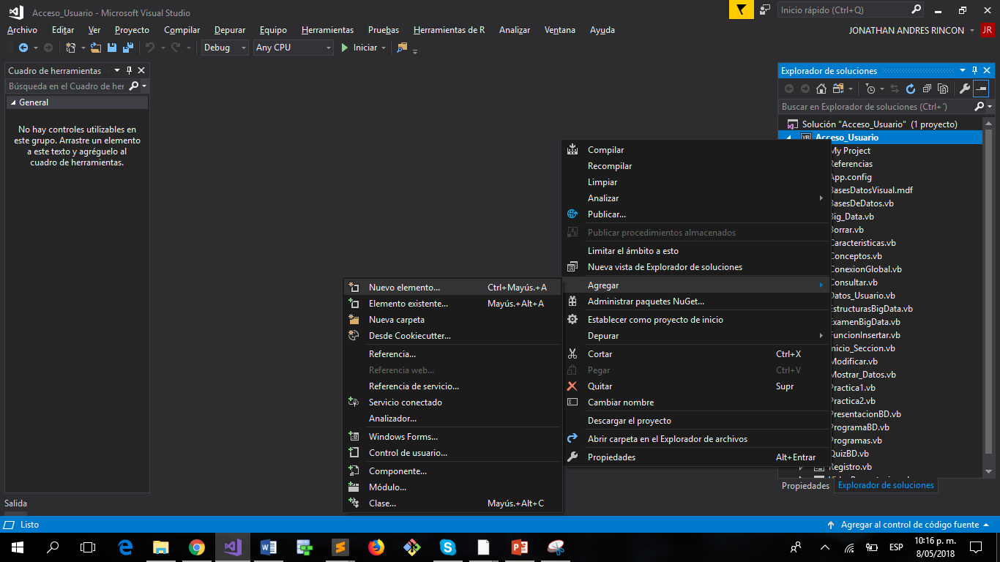 Acceso_Usuario - Microsoft Visual Studio
Inicio rápido (Ctrl+Q)
Archivo Editar Ver Proyecto Compilar Depurar Equipo Herramientas Pruebas Herramientas de R Analizar Ventana Ayuda
JONATHAN ANDRES RINCON JR
Debug Any CPU Iniciar
Cuadro de herramientas
Búsqueda en el Cuadro de her
General
No hay controles utilizables en
este grupo. Arrastre un elemento
a este texto y agréguelo al
cuadro de herramientas.
Salida
Nuevo elemento... Ctrl+Mayús.+A
Elemento existente... Mayús.+Alt+A
Nueva carpeta
Desde Cookiecutter...
Referencia...
Referencia web...
Referencia de servicio...
Servicio conectado
Analizador...
Windows Forms...
Control de usuario...
Componente...
Módulo...
Clase... Mayús.+Alt+C
Compilar
Recompilar
Limpiar
Analizar
Publicar...
Publicar procedimientos almacenados
Limitar el ámbito a esto
Nueva vista de Explorador de soluciones
Agregar
Administrar paquetes NuGet...
Establecer como proyecto de inicio
Depurar
Cortar Ctrl+X
Pegar Ctrl+V
Quitar Supr
Cambiar nombre
Descargar el proyecto
Abrir carpeta en el Explorador de archivos
Propiedades Alt+Entrar
Explorador de soluciones
Buscar en Explorador de soluciones (Ctrl+´)
Solución "Acceso_Usuario" (1 proyecto)
VB Acceso_Usuario
My Project
Referencias
App.config
BasesDatosVisual.mdf
BasesDeDatos.vb
Big_Data.vb
Borrar.vb
Caracteristicas.vb
Conceptos.vb
ConexionGlobal.vb
Consultar.vb
Datos_Usuario.vb
EstructurasBigData.vb
ExamenBigData.vb
FuncionInsertar.vb
Inicio_Seccion.vb
Modificar.vb
Mostrar_Datos.vb
Practica1.vb
Practica2.vb
PresentacionBD.vb
ProgramaBD.vb
Programas.vb
QuizBD.vb
Registro.vb
Propiedades Explorador de soluciones
Listo
Agregar al control de código fuente
ESP
10:16 p. m.
8/05/2018